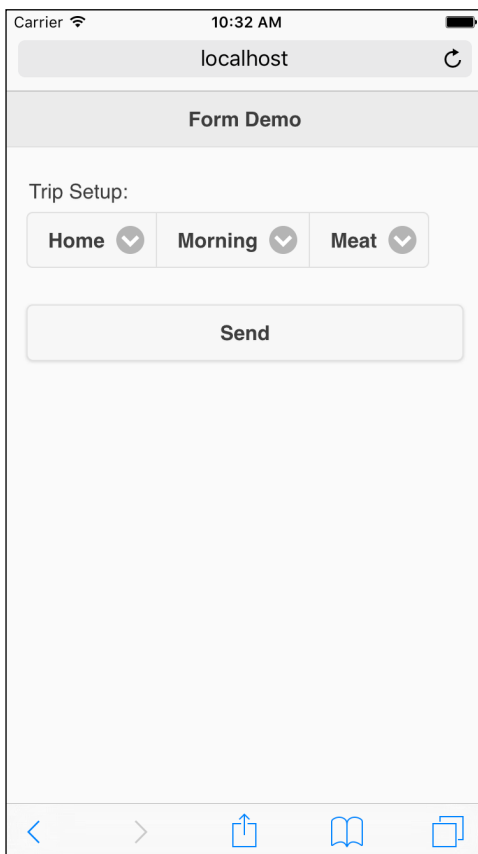 Carrier 10:32 AM
localhost
Form Demo
Trip Setup:
Home Morning Meat
Send